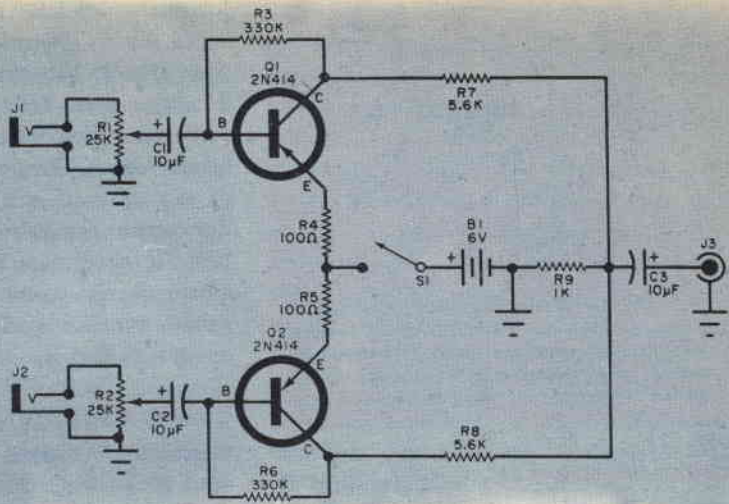 R3
330K
Q1
2N414
C
R7
5.6K
J1
V
R1
25K
+
C1
10µF
B
E
R4
100Ω
B1
6V
+
S1
R9
1K
+
C3
10µF
J3
R5
100Ω
Q2
2N414
E
J2
V
R2
25K
+
C2
10µF
B
C
R8
5.6K
R6
330K